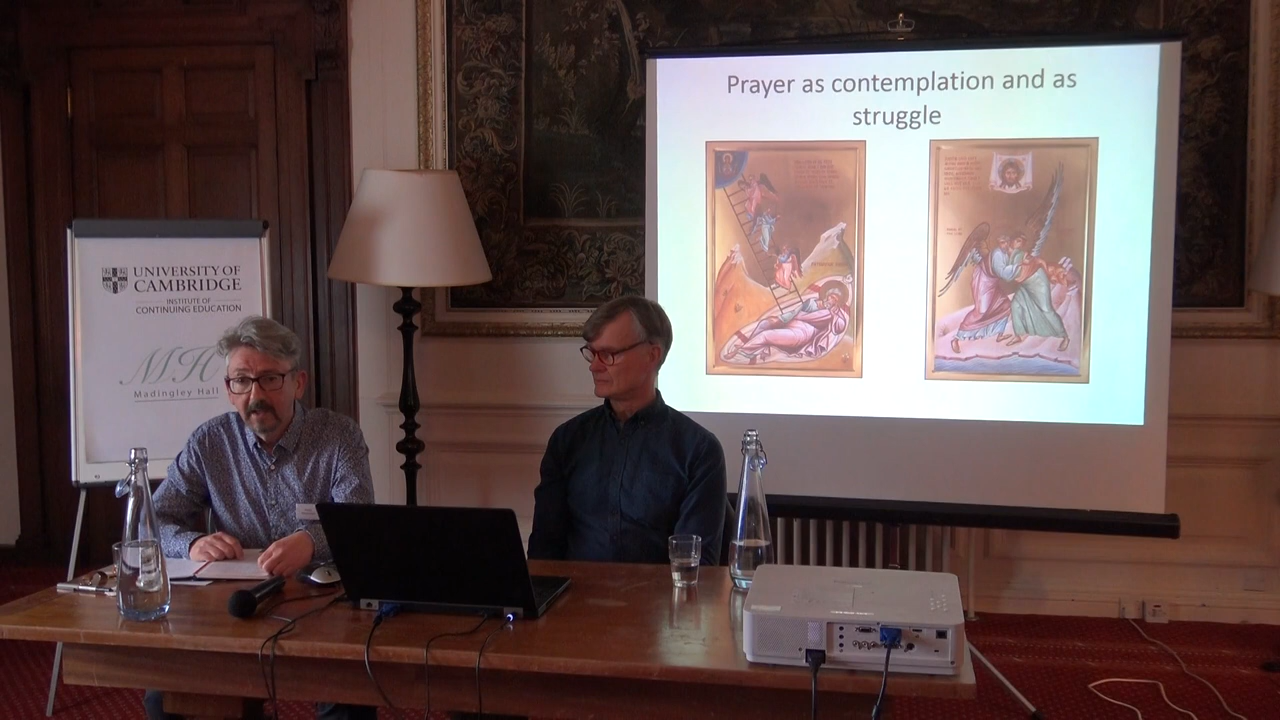 Prayer as contemplation and as
struggle
UNIVERSITY OF
CAMBRIDGE
INSTITUTE OF
CONTINUING EDUCATION
MH
Madingley Hall